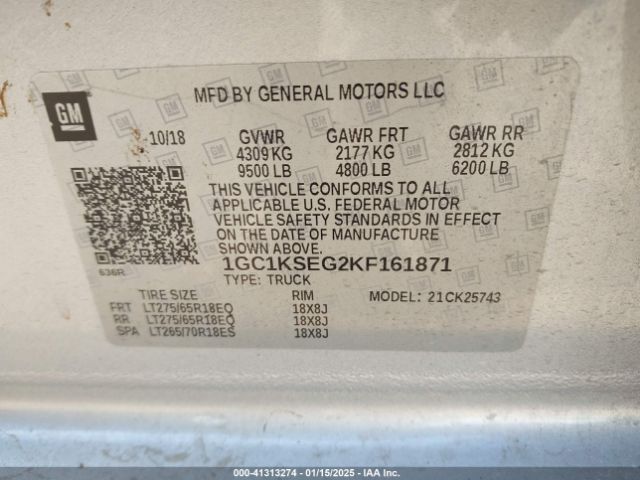 GM
MFD BY GENERAL MOTORS LLC
10/18 GVWR GAWR FRT GAWR RR
4309 KG 2177 KG 2812 KG
9500 LB 4800 LB 6200 LB
THIS VEHICLE CONFORMS TO ALL
APPLICABLE U.S. FEDERAL MOTOR
VEHICLE SAFETY STANDARDS IN EFFECT
ON THE DATE OF MANUFACTURE
SHOWN ABOVE.
636R
1GC1KSEG2KF161871
TYPE: TRUCK
TIRE SIZE RIM MODEL: 21CK25743
FRT LT275/65R18EQ 18X8J
RR LT275/65R18EQ 18X8J
SPA LT265/70R18ES 18X8J
000-41313274 | 01/15/2025 | IAA Inc.